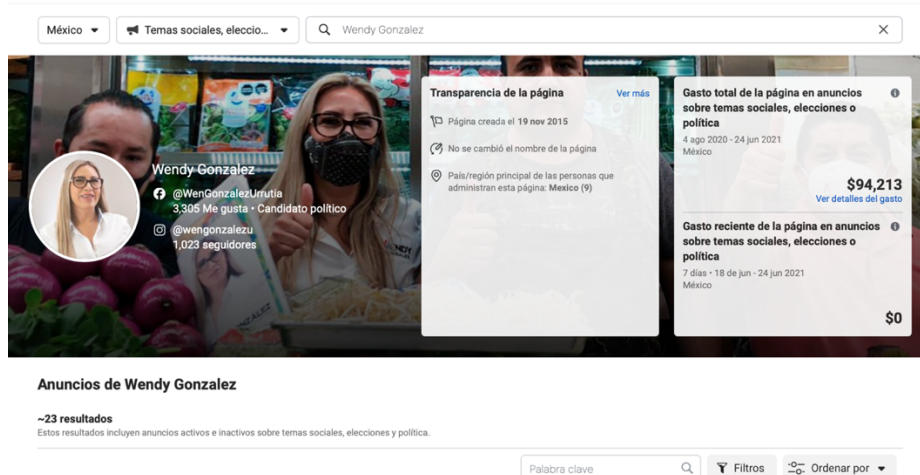 México
Temas sociales, eleccio...
Wendy Gonzalez
Wendy Gonzalez
@WenGonzalezUrrutia
3,305 Me gusta • Candidato político
@wengonzalezu
1,023 seguidores
Transparencia de la página
Ver más
Página creada el 19 nov 2015
No se cambió el nombre de la página
País/región principal de las personas que
administran esta página: Mexico (9)
Gasto total de la página en anuncios
sobre temas sociales, elecciones o
política
4 ago 2020 - 24 jun 2021
México
$94,213
Ver detalles del gasto
Gasto reciente de la página en anuncios
sobre temas sociales, elecciones o
política
7 días • 18 de jun - 24 jun 2021
México
$0
Anuncios de Wendy Gonzalez
~23 resultados
Estos resultados incluyen anuncios activos e inactivos sobre temas sociales, elecciones y política.
Palabra clave
Filtros
Ordenar por